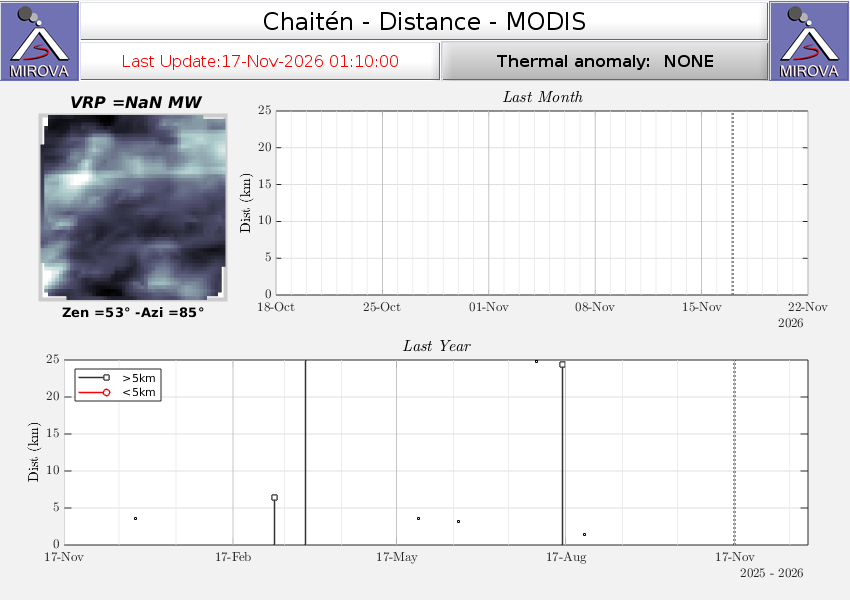 Chaitén - Distance - MODIS
MIROVA
Last Update:17-Nov-2026 01:10:00
Thermal anomaly: NONE
MIROVA
VRP =NaN MW
Zen =53° -Azi =85°
Last Month
Dist (km)
25
20
15
10
5
0
18-Oct 25-Oct 01-Nov 08-Nov 15-Nov 22-Nov
2026
Last Year
Dist (km)
25
20
15
10
5
0
>5km
<5km
17-Nov 17-Feb 17-May 17-Aug 17-Nov
2025 - 2026